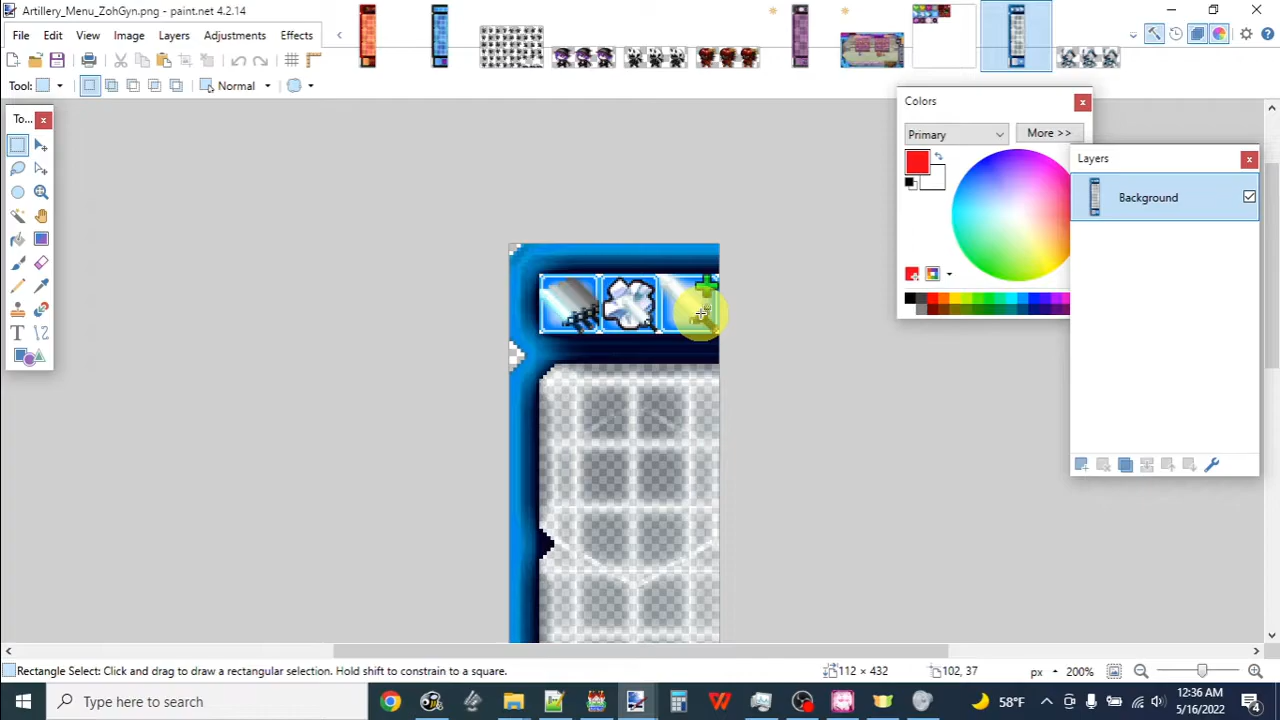 Artillery_Menu_ZohGyn.png - paint.net 4.2.14
File Edit View Image Layers Adjustments Effects
Tool: Normal
To...
Colors
Primary More >>
Layers
Background
Rectangle Select: Click and drag to draw a rectangular selection. Hold shift to constrain to a square. 112 × 432 102, 37 px 200%
Type here to search 58°F 12:36 AM
5/16/2022 4